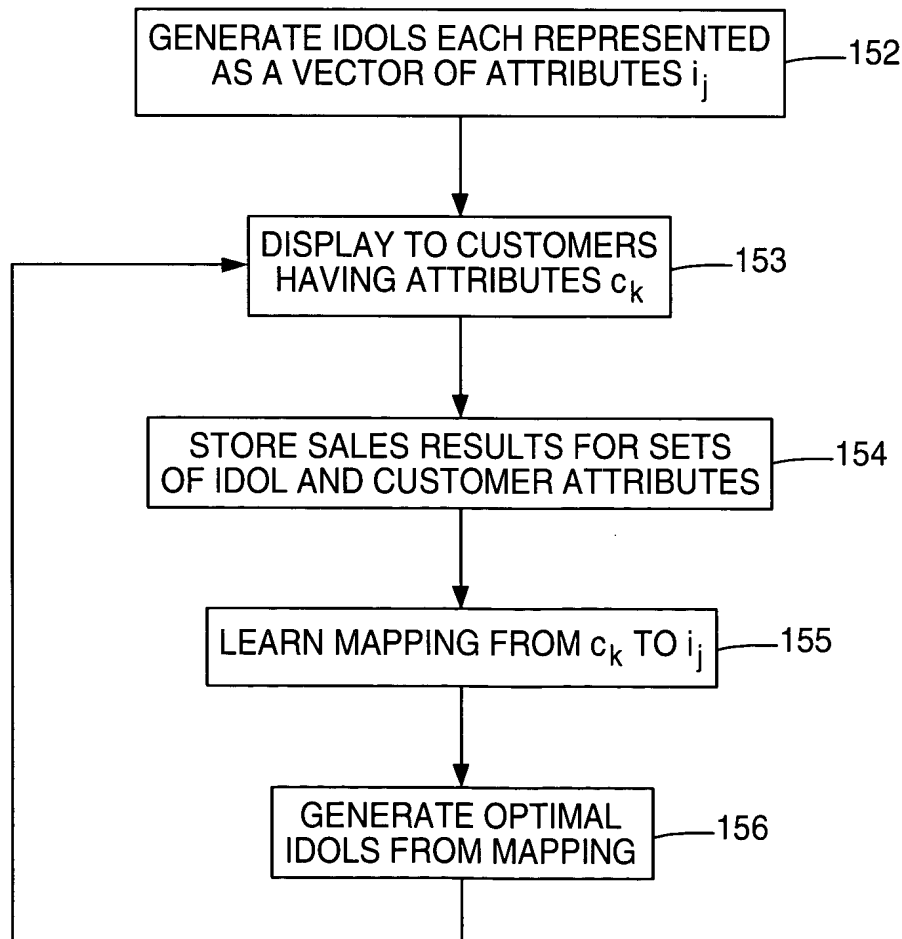 GENERATE IDOLS EACH REPRESENTED
AS A VECTOR OF ATTRIBUTES i_j
152
DISPLAY TO CUSTOMERS
HAVING ATTRIBUTES c_k
153
STORE SALES RESULTS FOR SETS
OF IDOL AND CUSTOMER ATTRIBUTES
154
LEARN MAPPING FROM c_k TO i_j
155
GENERATE OPTIMAL
IDOLS FROM MAPPING
156